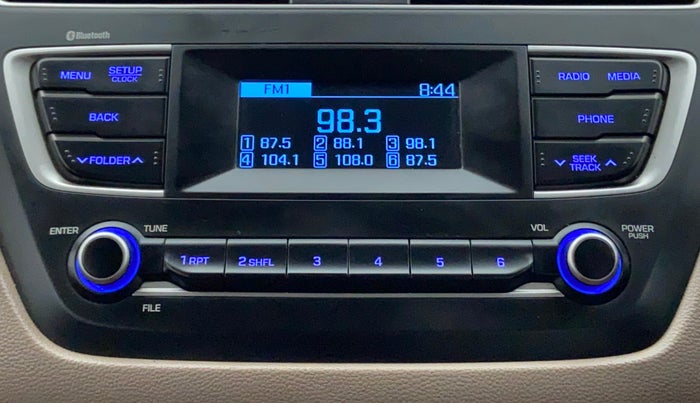 Bluetooth
MENU SETUP CLOCK
BACK
FOLDER
FM1 8:44
98.3
1 87.5 2 88.1 3 98.1
4 104.1 5 108.0 6 87.5
RADIO MEDIA
PHONE
SEEK TRACK
ENTER TUNE
FILE
1 RPT 2 SHFL 3 4 5 6
VOL POWER PUSH